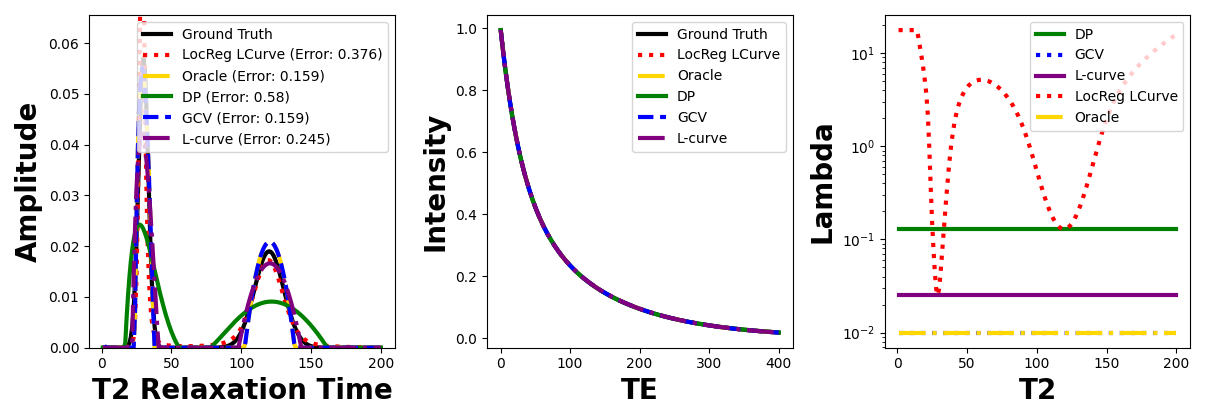 0.06
0.05
0.04
0.03
0.02
0.01
0.00
0
50
100
150
200
Amplitude
T2 Relaxation Time
Ground Truth
LocReg LCurve (Error: 0.376)
Oracle (Error: 0.159)
DP (Error: 0.58)
GCV (Error: 0.159)
L-curve (Error: 0.245)
1.0
0.8
0.6
0.4
0.2
0.0
0
100
200
300
400
Intensity
TE
Ground Truth
LocReg LCurve
Oracle
DP
GCV
L-curve
10¹
10⁰
10⁻¹
10⁻²
0
50
100
150
200
Lambda
T2
DP
GCV
L-curve
LocReg LCurve
Oracle